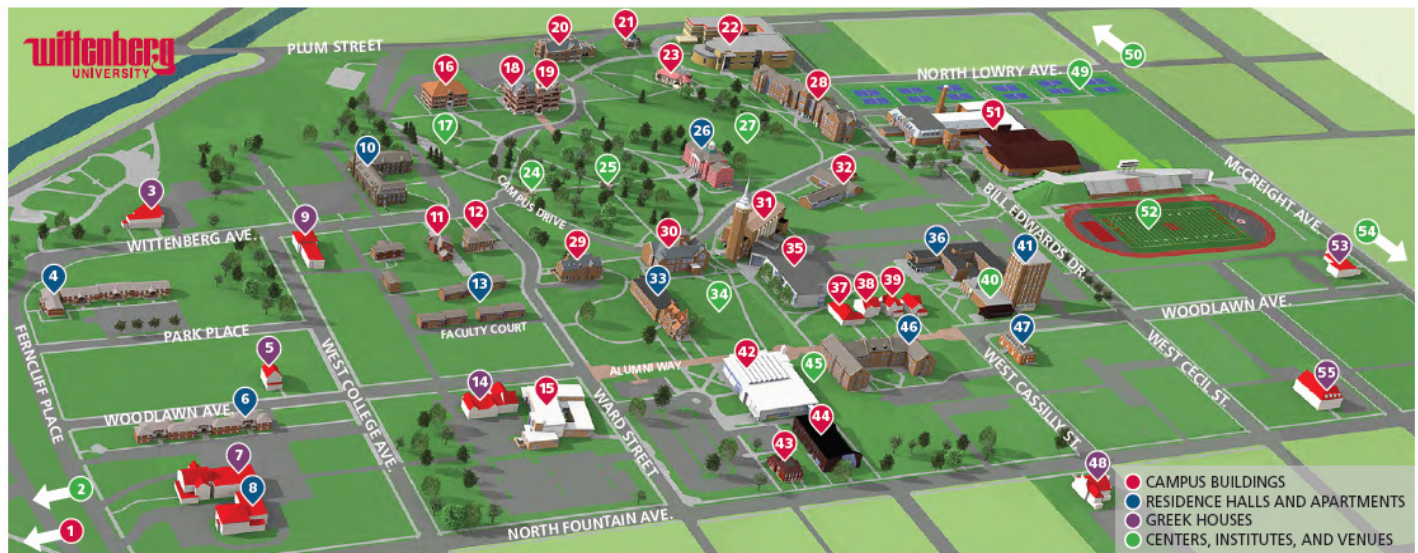 wittenberg
UNIVERSITY
PLUM STREET
20
21
22
50
16
18
19
23
28
NORTH LOWRY AVE.
49
17
27
51
10
26
24
25
32
3
CAMPUS DRIVE
BILL EDWARDS DR.
MCCREIGHT AVE.
9
11
12
31
52
WITTENBERG AVE.
29
30
35
36
41
53
54
4
13
33
34
40
37
38
39
WOODLAWN AVE.
PARK PLACE
FACULTY COURT
46
47
5
42
45
ALUMNI WAY
FERNCLIFF PLACE
WEST COLLEGE AVE.
WARD STREET
WEST CASSILLY ST.
WEST CECIL ST.
14
15
55
6
WOODLAWN AVE.
44
43
7
48
8
2
1
NORTH FOUNTAIN AVE.
CAMPUS BUILDINGS
RESIDENCE HALLS AND APARTMENTS
GREEK HOUSES
CENTERS, INSTITUTES, AND VENUES